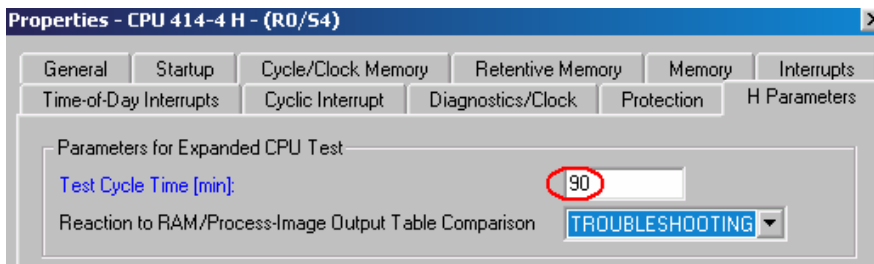 Properties - CPU 414-4 H - (R0/S4)
General Startup Cycle/Clock Memory Retentive Memory Memory Interrupts
Time-of-Day Interrupts Cyclic Interrupt Diagnostics/Clock Protection H Parameters
Parameters for Expanded CPU Test
Test Cycle Time [min]: 90
Reaction to RAM/Process-Image Output Table Comparison TROUBLESHOOTING